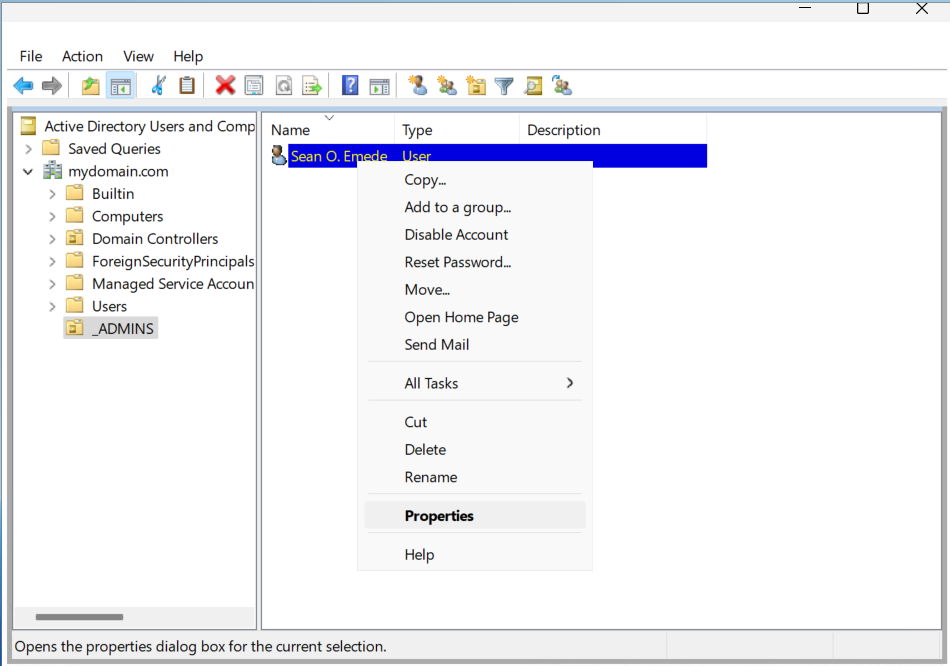 File Action View Help
Active Directory Users and Comp
Saved Queries
mydomain.com
Builtin
Computers
Domain Controllers
ForeignSecurityPrincipals
Managed Service Accoun
Users
_ADMINS
Name Type Description
Sean O. Emede User
Copy...
Add to a group...
Disable Account
Reset Password...
Move...
Open Home Page
Send Mail
All Tasks
Cut
Delete
Rename
Properties
Help
Opens the properties dialog box for the current selection.